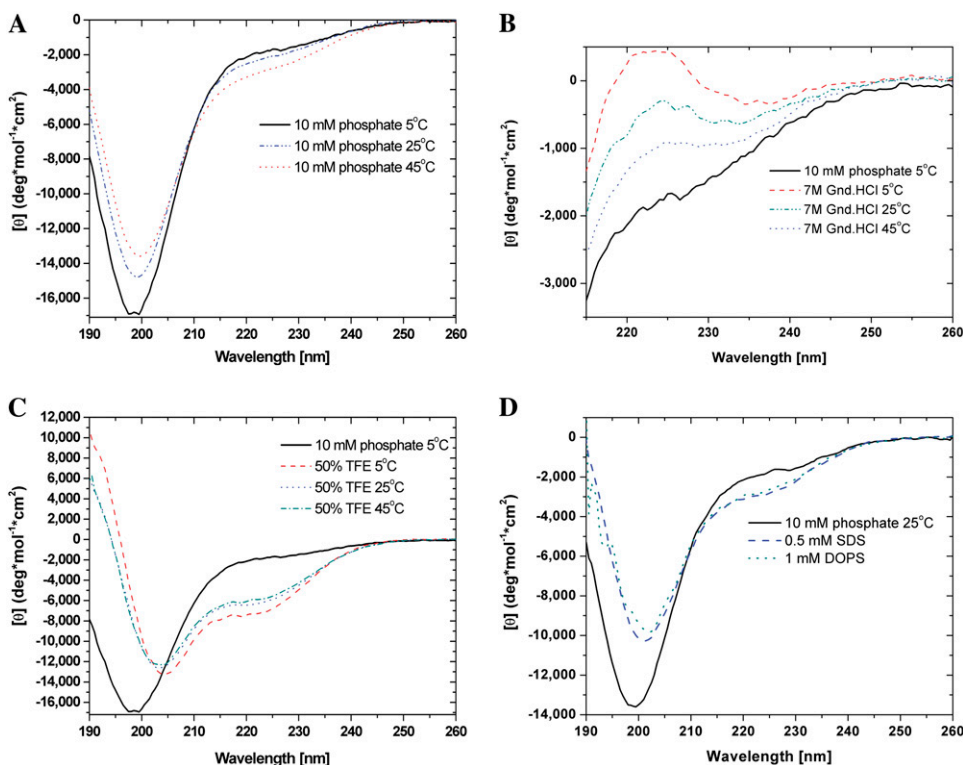 A
0
-2,000
-4,000
-6,000
-8,000
-10,000
-12,000
-14,000
-16,000
[θ] (deg*mol⁻¹*cm²)
10 mM phosphate 5°C
10 mM phosphate 25°C
10 mM phosphate 45°C
190 200 210 220 230 240 250 260
Wavelength [nm]
B
0
-1,000
-2,000
-3,000
[θ] (deg*mol⁻¹*cm²)
10 mM phosphate 5°C
7M Gnd.HCl 5°C
7M Gnd.HCl 25°C
7M Gnd.HCl 45°C
220 230 240 250 260
Wavelength [nm]
C
12,000
10,000
8,000
6,000
4,000
2,000
0
-2,000
-4,000
-6,000
-8,000
-10,000
-12,000
-14,000
-16,000
[θ] (deg*mol⁻¹*cm²)
10 mM phosphate 5°C
50% TFE 5°C
50% TFE 25°C
50% TFE 45°C
190 200 210 220 230 240 250 260
Wavelength [nm]
D
0
-2,000
-4,000
-6,000
-8,000
-10,000
-12,000
-14,000
[θ] (deg*mol⁻¹*cm²)
10 mM phosphate 25°C
0.5 mM SDS
1 mM DOPS
190 200 210 220 230 240 250 260
Wavelength [nm]